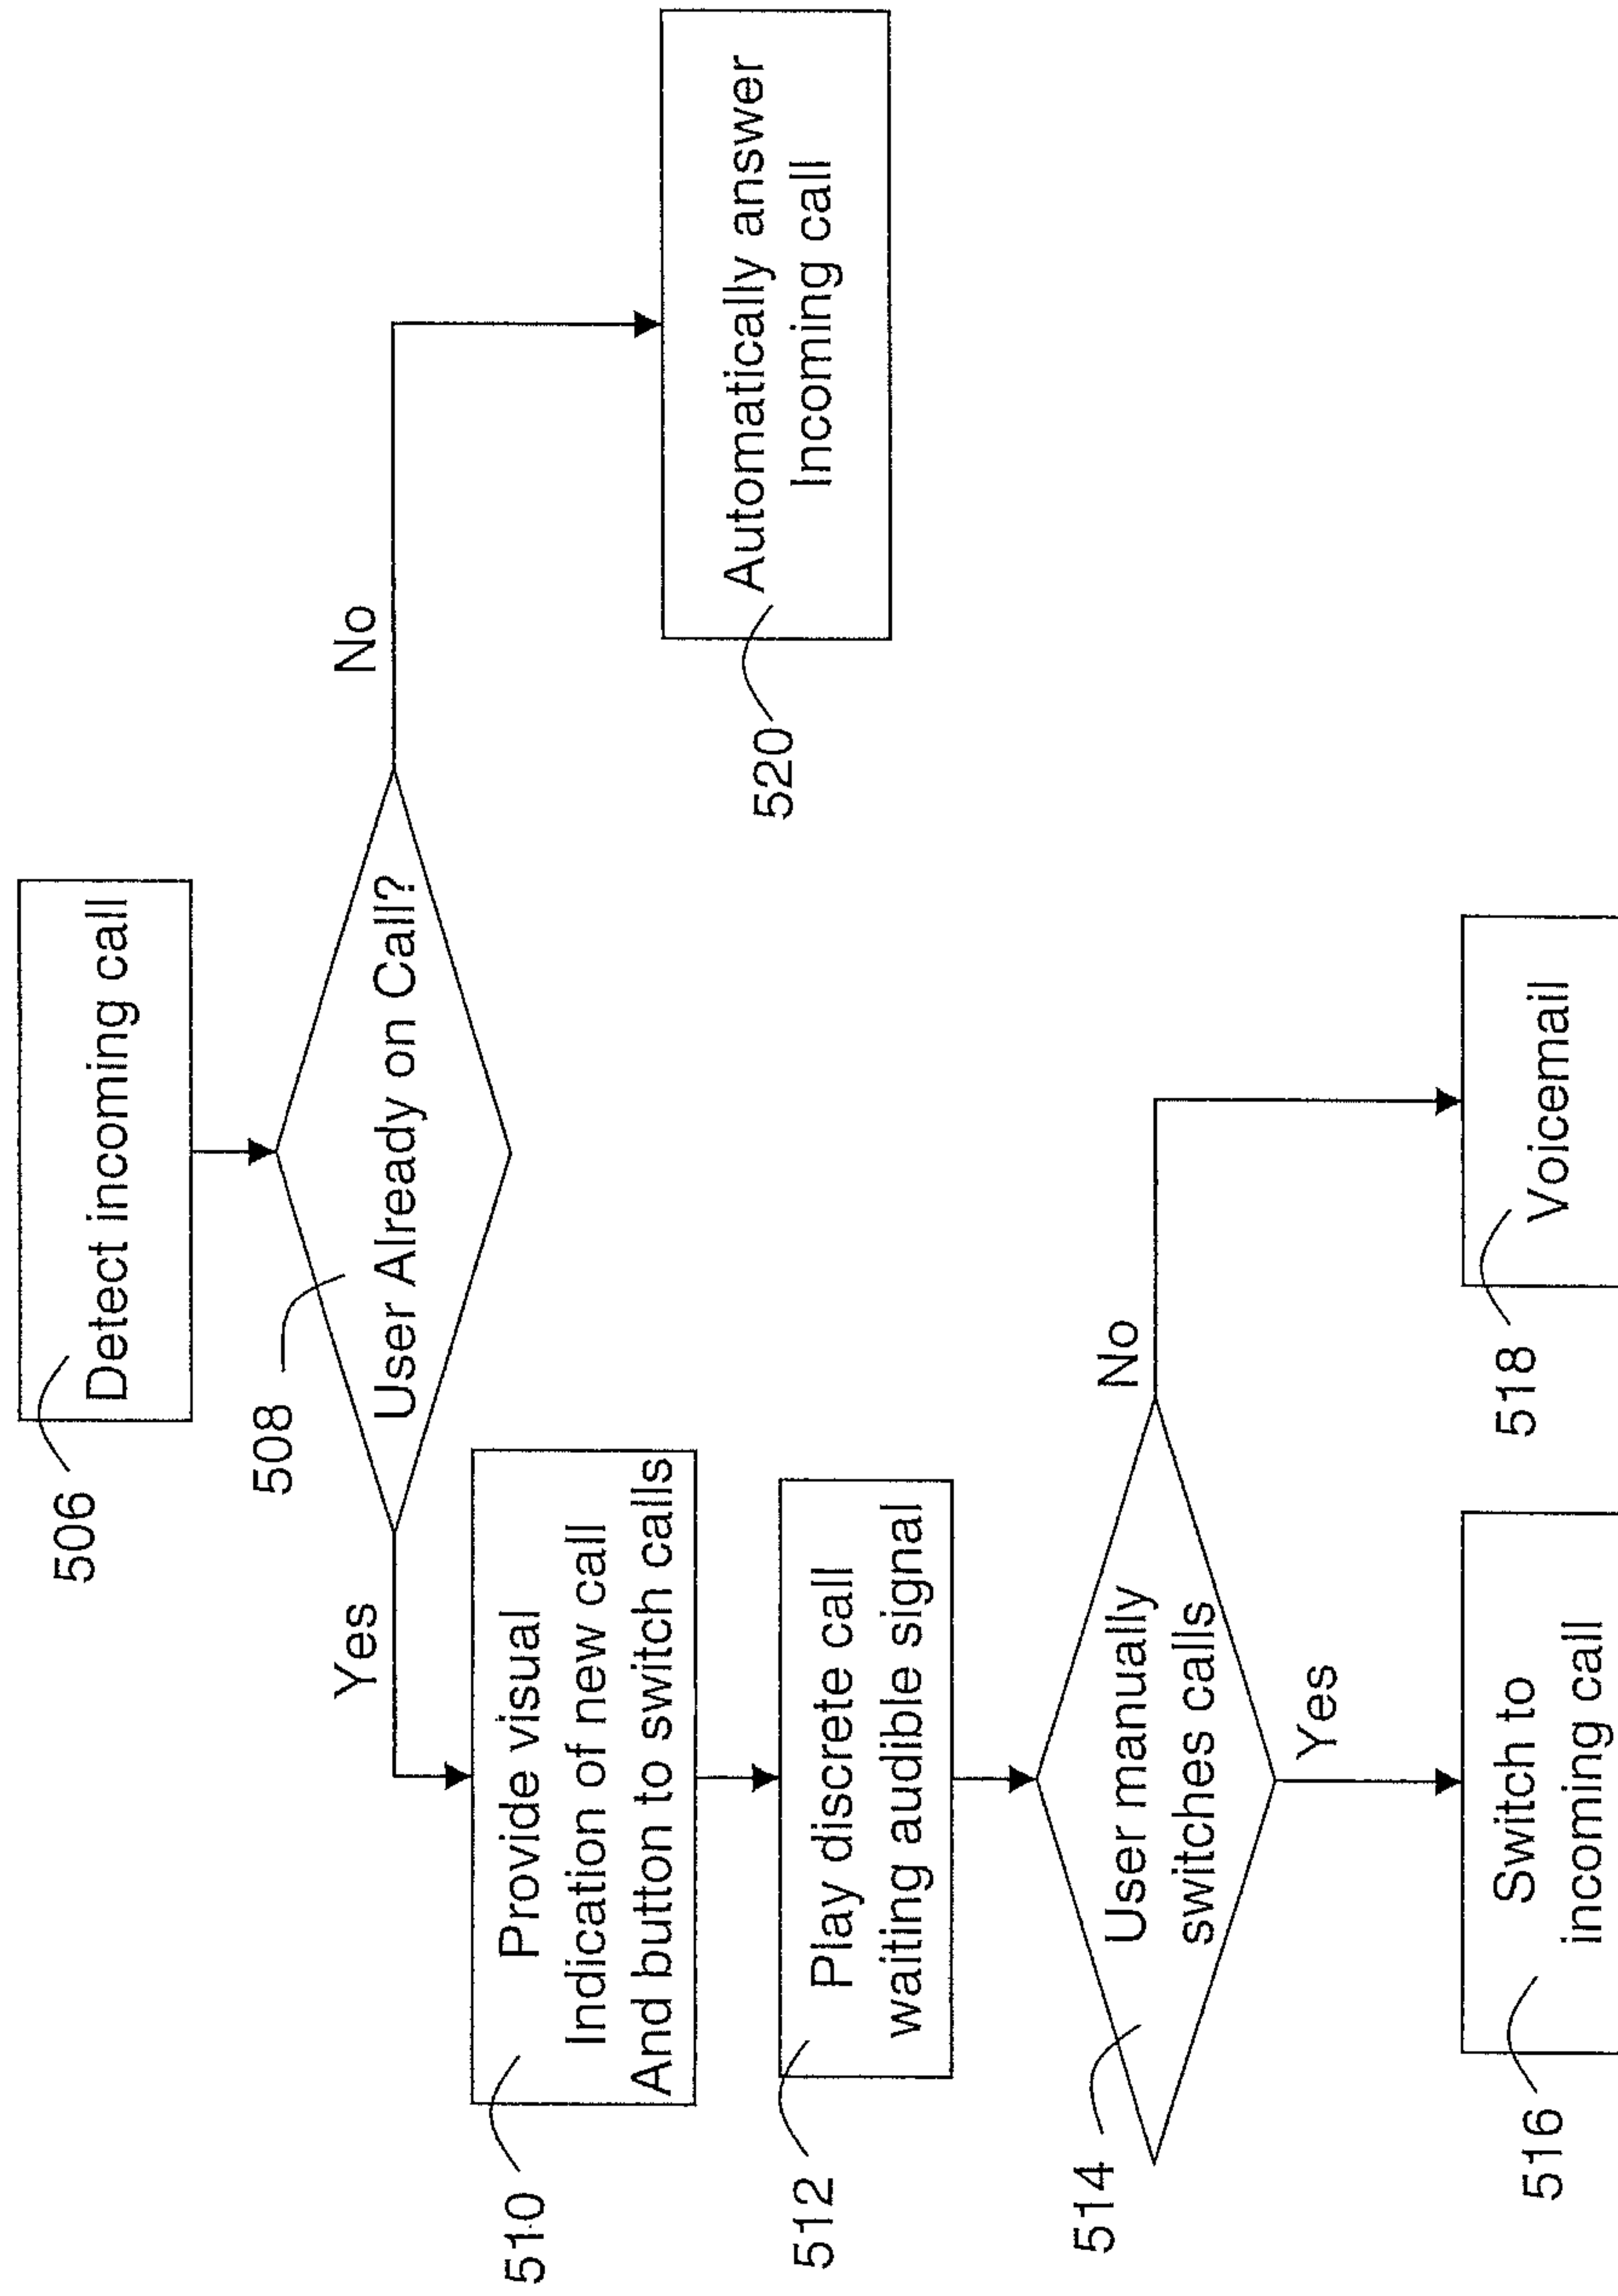 506
Detect incoming call
508
User Already on Call?
Yes
No
510
Provide visual
Indication of new call
And button to switch calls
520
Automatically answer
Incoming call
512
Play discrete call
waiting audible signal
514
User manually
switches calls
No
Yes
516
Switch to
incoming call
518
Voicemail